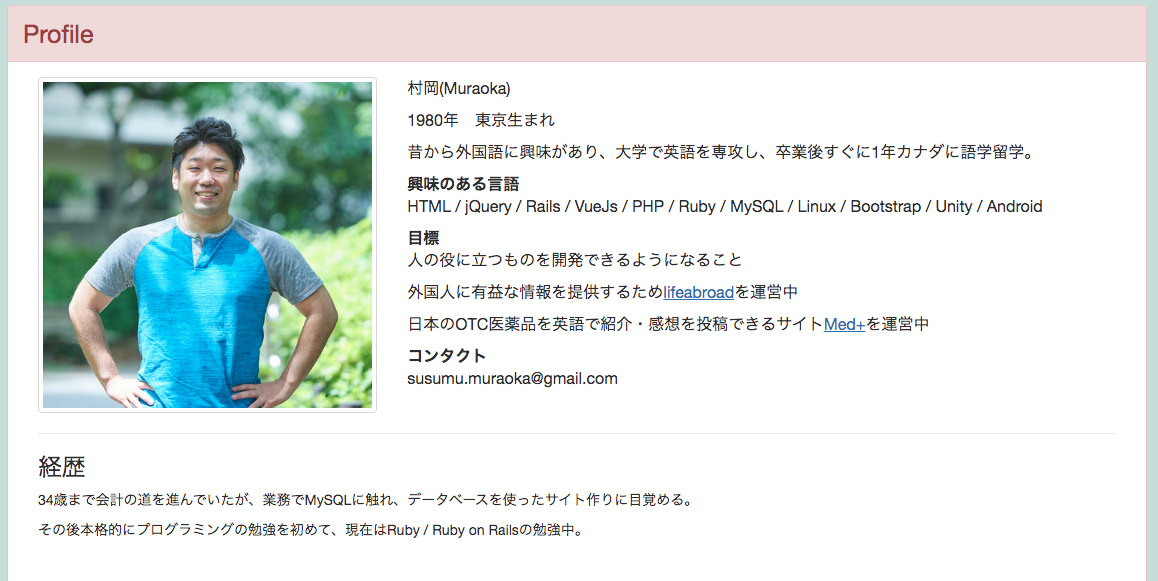 Profile
村岡(Muraoka)
1980年　東京生まれ
昔から外国語に興味があり、大学で英語を専攻し、卒業後すぐに1年カナダに語学留学。
興味のある言語
HTML / jQuery / Rails / VueJs / PHP / Ruby / MySQL / Linux / Bootstrap / Unity / Android
目標
人の役に立つものを開発できるようになること
外国人に有益な情報を提供するためlifeabroadを運営中
日本のOTC医薬品を英語で紹介・感想を投稿できるサイトMed+を運営中
コンタクト
susumu.muraoka@gmail.com
経歴
34歳まで会計の道を進んでいたが、業務でMySQLに触れ、データベースを使ったサイト作りに目覚める。
その後本格的にプログラミングの勉強を初めて、現在はRuby / Ruby on Railsの勉強中。